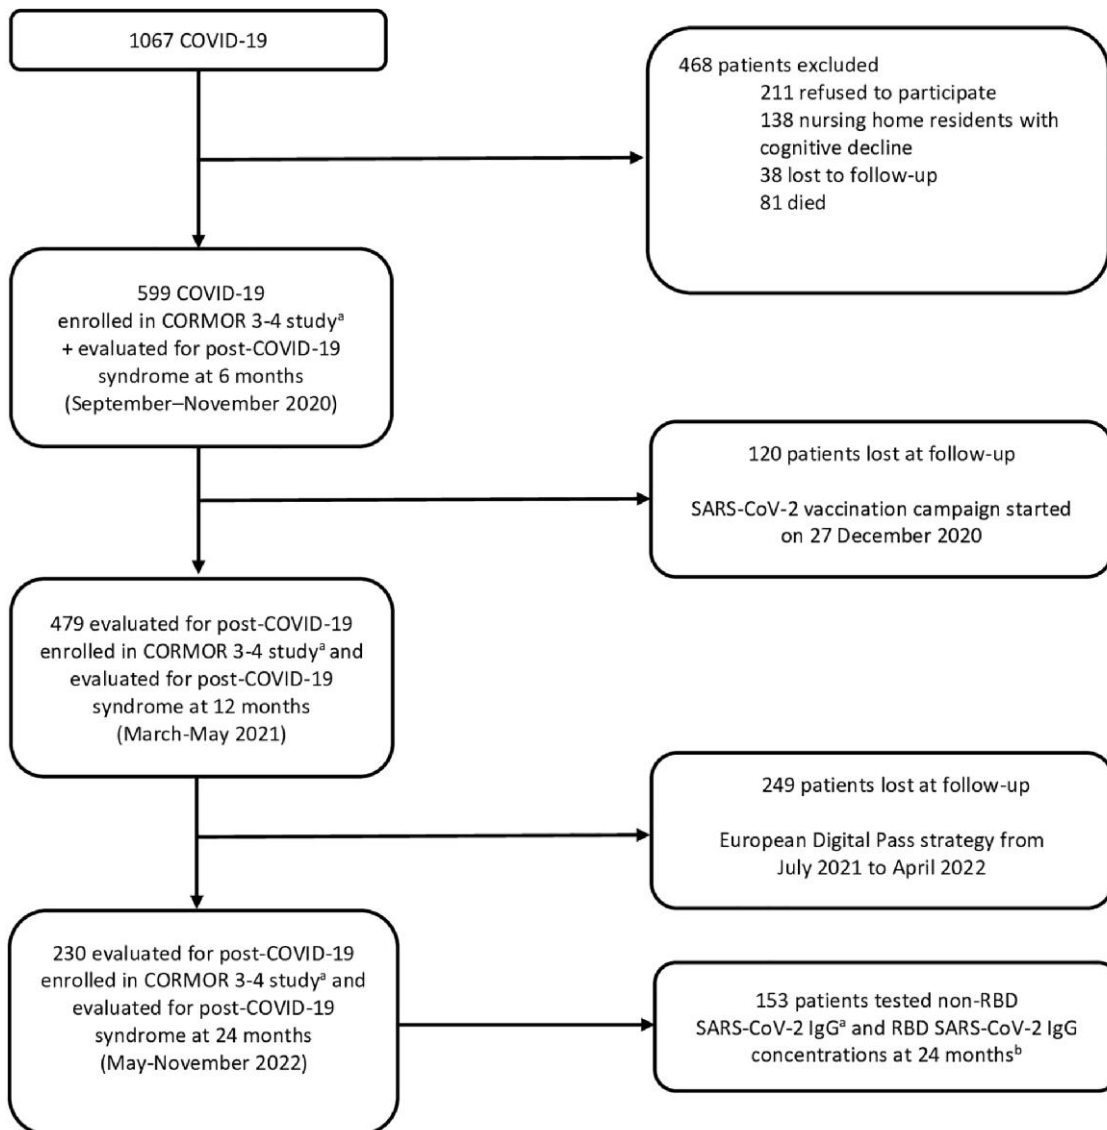 1067 COVID-19
468 patients excluded
211 refused to participate
138 nursing home residents with
cognitive decline
38 lost to follow-up
81 died
599 COVID-19
enrolled in CORMOR 3-4 studyᵃ
+ evaluated for post-COVID-19
syndrome at 6 months
(September–November 2020)
120 patients lost at follow-up
SARS-CoV-2 vaccination campaign started
on 27 December 2020
479 evaluated for post-COVID-19
enrolled in CORMOR 3-4 studyᵃ and
evaluated for post-COVID-19
syndrome at 12 months
(March-May 2021)
249 patients lost at follow-up
European Digital Pass strategy from
July 2021 to April 2022
230 evaluated for post-COVID-19
enrolled in CORMOR 3-4 studyᵃ and
evaluated for post-COVID-19
syndrome at 24 months
(May-November 2022)
153 patients tested non-RBD
SARS-CoV-2 IgGᵃ and RBD SARS-CoV-2 IgG
concentrations at 24 monthsᵇ